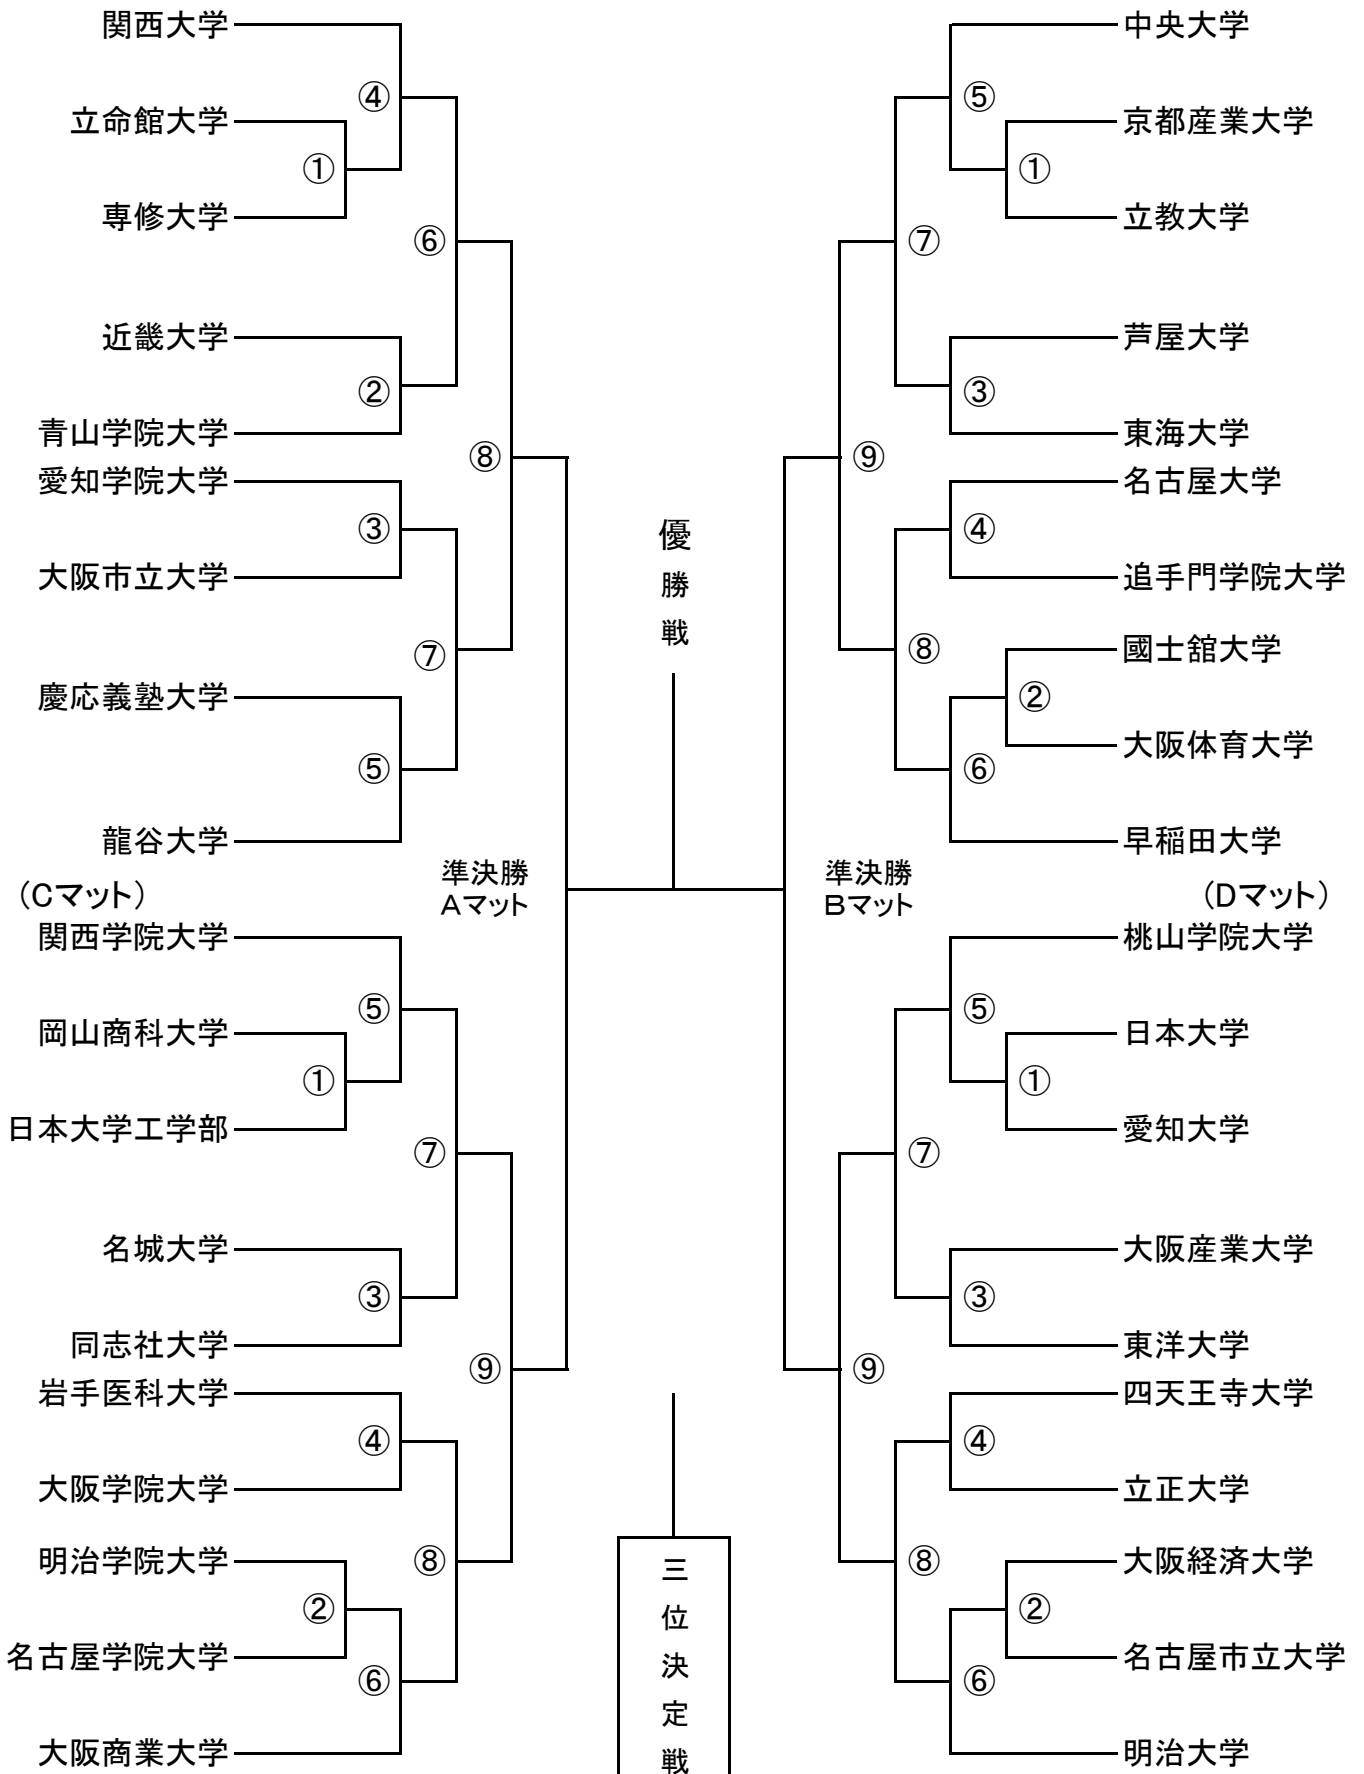 関西大学
④
立命館大学
①
専修大学
⑥
近畿大学
②
青山学院大学
愛知学院大学
⑧
③
大阪市立大学
⑦
慶応義塾大学
⑤
龍谷大学
(Cマット)
準決勝
Aマット
関西学院大学
⑤
岡山商科大学
①
日本大学工学部
⑦
名城大学
③
同志社大学
⑨
岩手医科大学
④
大阪学院大学
⑧
明治学院大学
②
名古屋学院大学
⑥
大阪商業大学
優
勝
戦
三
位
決
定
戦
中央大学
⑤
京都産業大学
①
立教大学
⑦
芦屋大学
③
東海大学
⑨
名古屋大学
④
追手門学院大学
⑧
國士舘大学
②
大阪体育大学
⑥
早稲田大学
準決勝
Bマット
(Dマット)
桃山学院大学
⑤
日本大学
①
愛知大学
⑦
大阪産業大学
③
東洋大学
⑨
四天王寺大学
④
立正大学
⑧
大阪経済大学
②
名古屋市立大学
⑥
明治大学